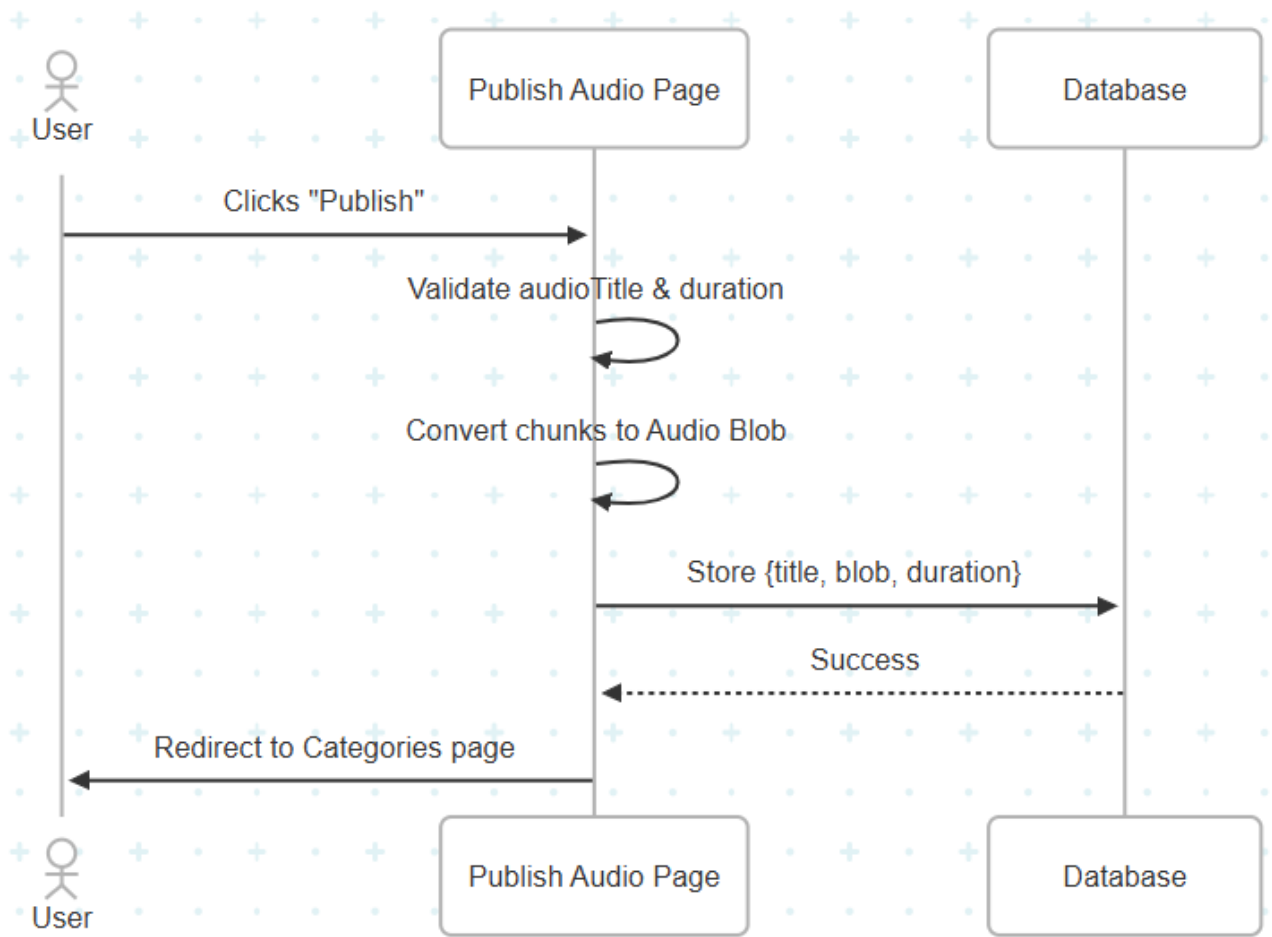 User
Publish Audio Page
Database
Clicks "Publish"
Validate audioTitle & duration
Convert chunks to Audio Blob
Store {title, blob, duration}
Success
Redirect to Categories page
User
Publish Audio Page
Database